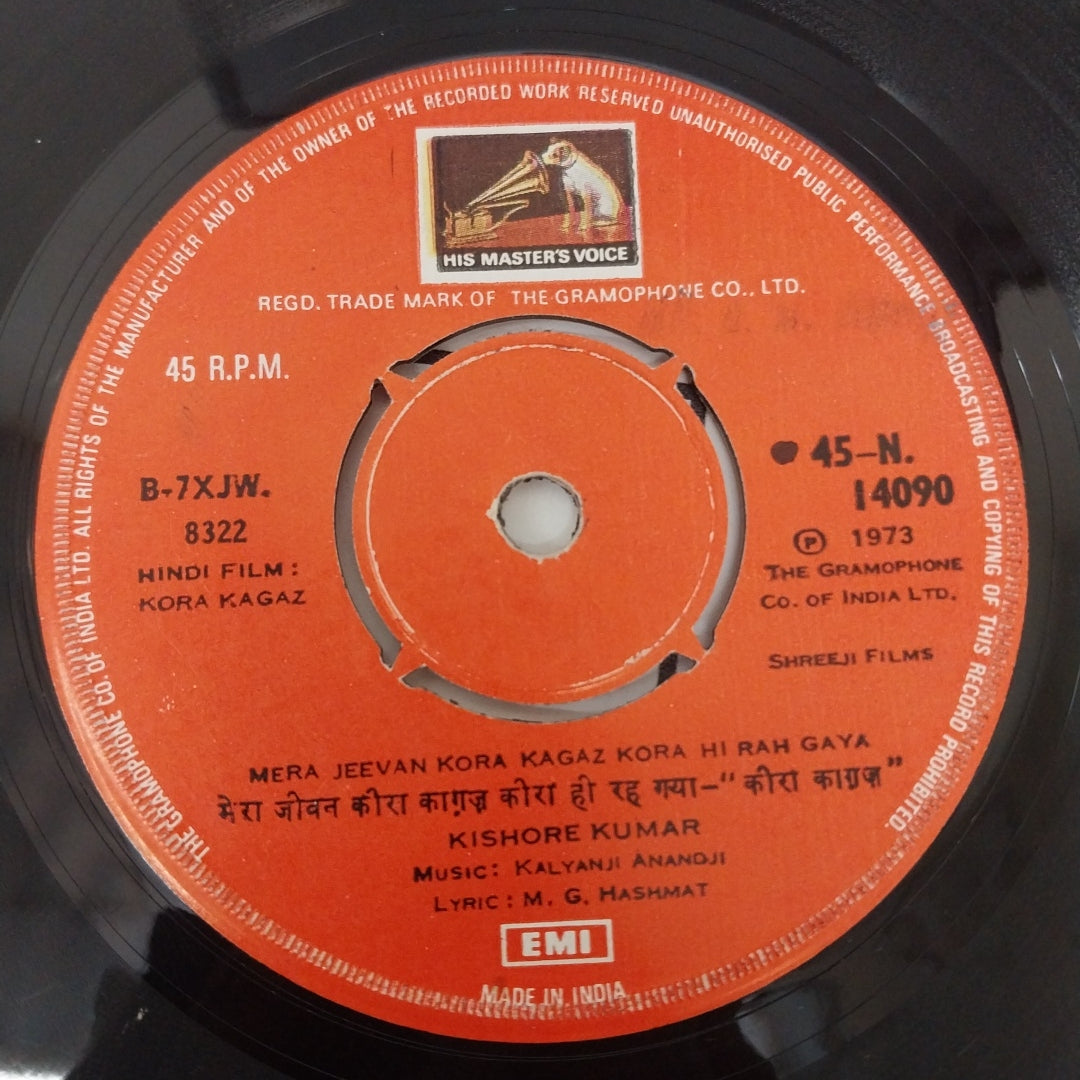 THE GRAMOPHONE CO. OF INDIA LTD. ALL RIGHTS OF THE MANUFACTURER AND OF THE OWNER OF THE RECORDED WORK RESERVED UNAUTHORISED PUBLIC PERFORMANCE BROADCASTING AND COPYING OF THIS RECORD PROHIBITED.
HIS MASTER'S VOICE
REGD. TRADE MARK OF THE GRAMOPHONE CO., LTD.
45 R.P.M.
B-7XJW.
8322
HINDI FILM:
KORA KAGAZ
45-N.
14090
Ⓟ 1973
THE GRAMOPHONE
CO. OF INDIA LTD.
SHREEJI FILMS
MERA JEEVAN KORA KAGAZ KORA HI RAH GAYA
मेरा जीवन कीरा काग़ज़ कीरा ही रह गया-"कीरा काग़ज़"
KISHORE KUMAR
MUSIC: KALYANJI ANANDJI
LYRIC: M. G. HASHMAT
EMI
MADE IN INDIA